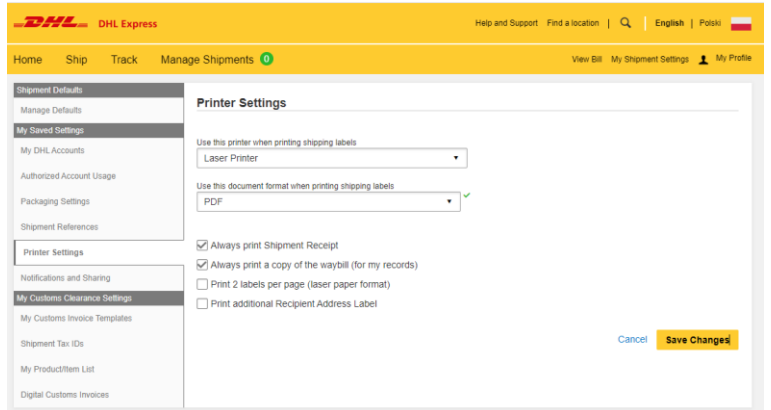 DHL DHL Express
Help and Support Find a location | English | Polski
Home Ship Track Manage Shipments 0
View Bill My Shipment Settings My Profile
Shipment Defaults
Manage Defaults
My Saved Settings
My DHL Accounts
Authorized Account Usage
Packaging Settings
Shipment References
Printer Settings
Notifications and Sharing
My Customs Clearance Settings
My Customs Invoice Templates
Shipment Tax IDs
My Product/Item List
Digital Customs Invoices
Printer Settings
Use this printer when printing shipping labels
Laser Printer
Use this document format when printing shipping labels
PDF
Always print Shipment Receipt
Always print a copy of the waybill (for my records)
Print 2 labels per page (laser paper format)
Print additional Recipient Address Label
Cancel Save Changes